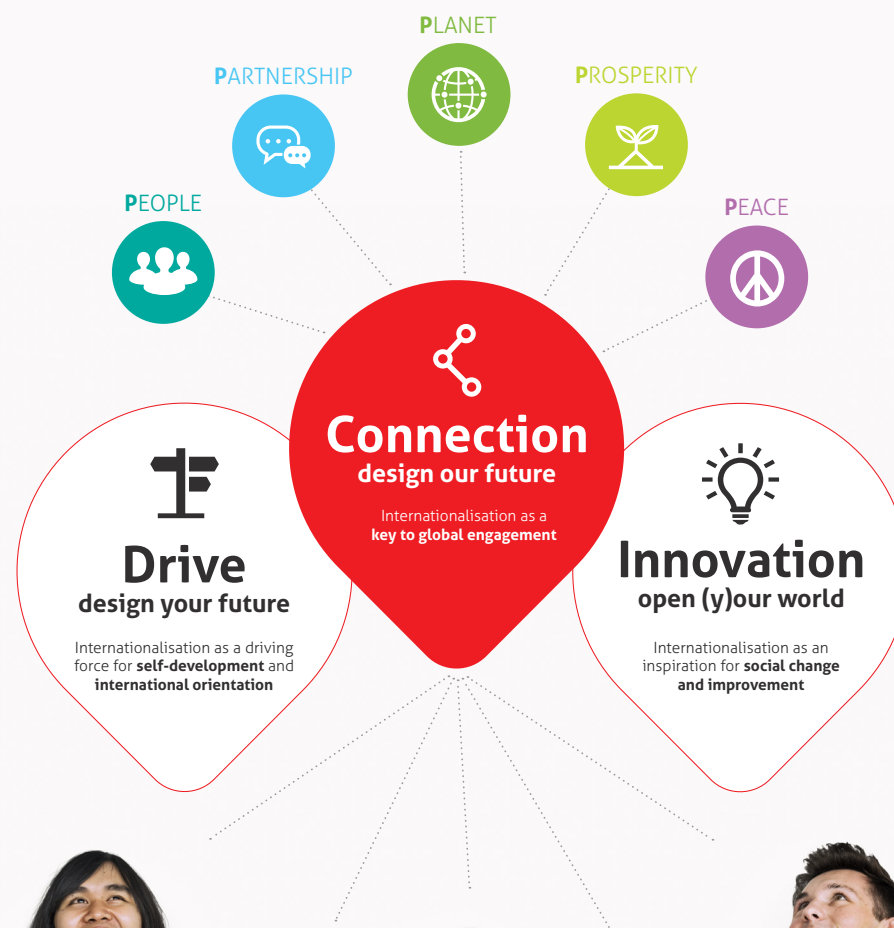 PLANET
PARTNERSHIP
PROSPERITY
PEOPLE
PEACE
Connection
design our future
Internationalisation as a
key to global engagement
Drive
design your future
Internationalisation as a driving
force for self-development and
international orientation
Innovation
open (y)our world
Internationalisation as an
inspiration for social change
and improvement